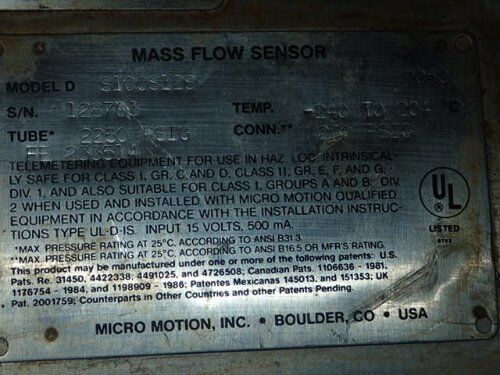 MASS FLOW SENSOR
MODEL D S100S128
S/N. 128703 TEMP. -240 TO 204 °C
TUBE* 2250 PSIG CONN.** PSIG
TELEMETERING EQUIPMENT FOR USE IN HAZ. LOC INTRINSICAL-
LY SAFE FOR CLASS I, GR. C AND D, CLASS II, GR. E, F, AND G,
DIV. 1, AND ALSO SUITABLE FOR CLASS I, GROUPS A AND B, DIV.
2 WHEN USED AND INSTALLED WITH MICRO MOTION QUALIFIED
EQUIPMENT IN ACCORDANCE WITH THE INSTALLATION INSTRUC-
TIONS TYPE UL-D-IS. INPUT 15 VOLTS, 500 mA.
UL
LISTED
*MAX. PRESSURE RATING AT 25°C, ACCORDING TO ANSI B31.3
**MAX. PRESSURE RATING AT 25°C, ACCORDING TO ANSI B16.5 OR MFR'S RATING
This product may be manufactured under one or more of the following patents: U.S.
Pats. Re. 31450, 4422338, 4491025, and 4726508; Canadian Pats. 1106636 - 1981,
1176754 - 1984, and 1198909 - 1986; Patentes Mexicanas 145013, and 151353; UK
Pat. 2001759; Counterparts in Other Countries and other Patents Pending.
MICRO MOTION, INC. • BOULDER, CO • USA